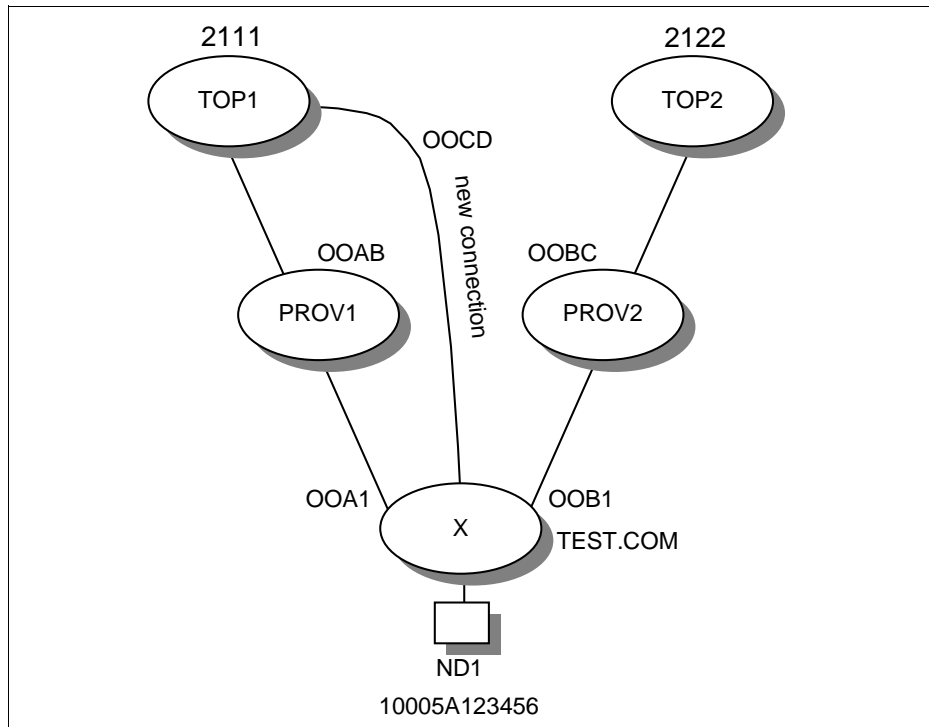 2111
2122
TOP1
TOP2
OOCD
new connection
OOAB
OOBC
PROV1
PROV2
OOA1
OOB1
X
TEST.COM
ND1
10005A123456